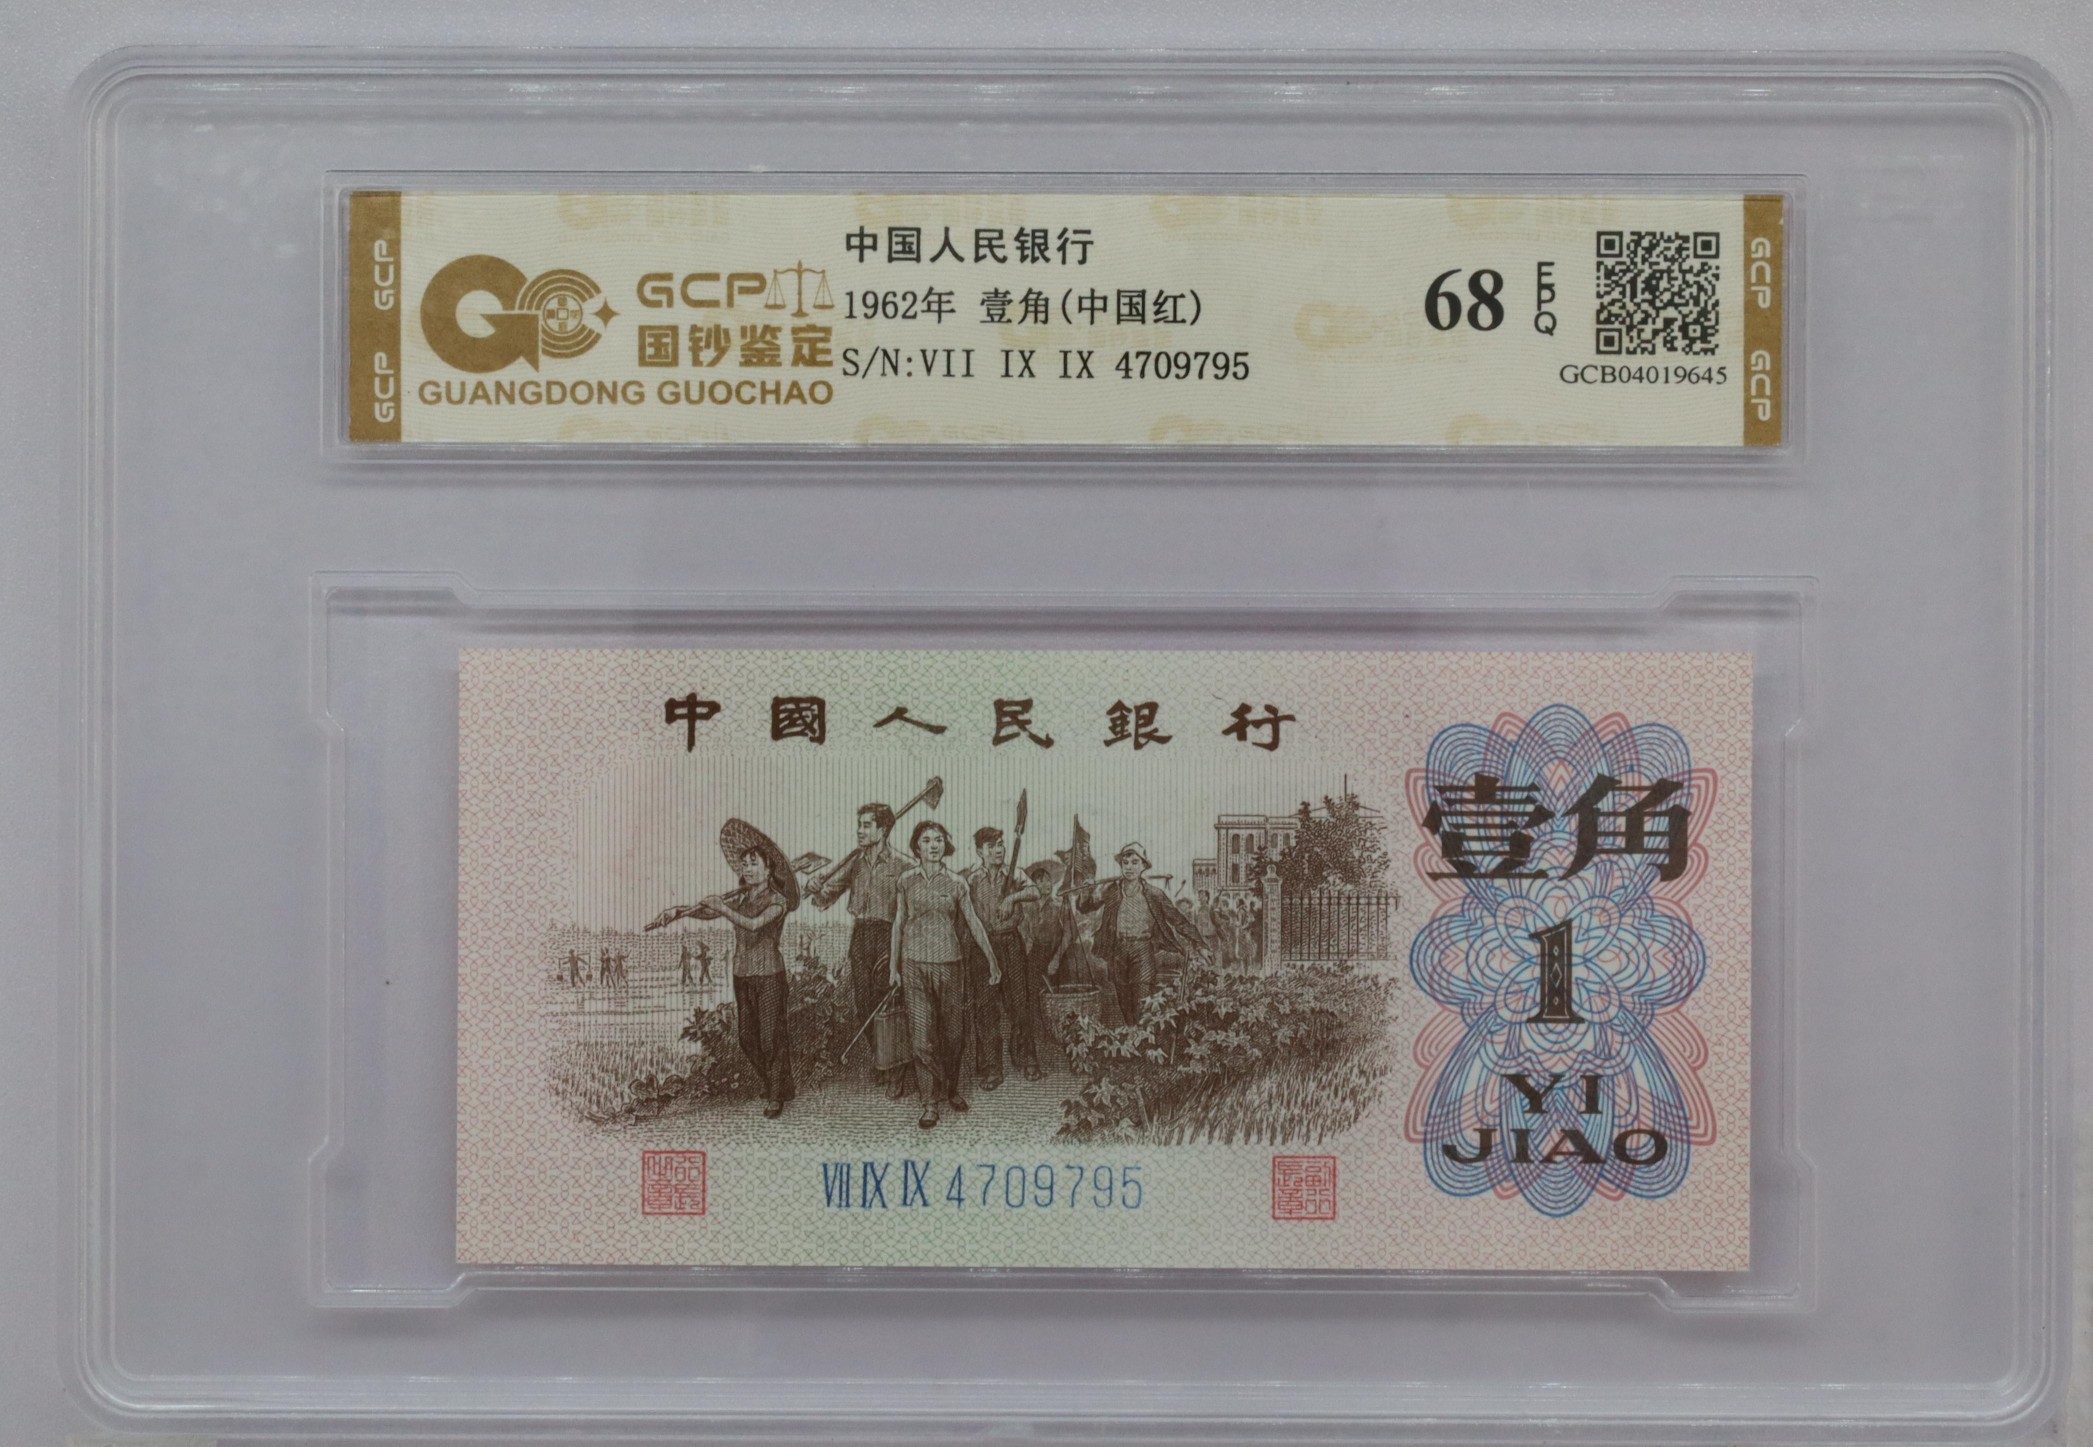 GCP
GCP
GCP
国钞鉴定
GUANGDONG GUOCHAO
中国人民银行
1962年 壹角(中国红)
S/N:VII IX IX 4709795
68
EPQ
GCB04019645
GCP
GCP
中國人民銀行
壹角
1
YI
JIAO
VII IX IX 4709795